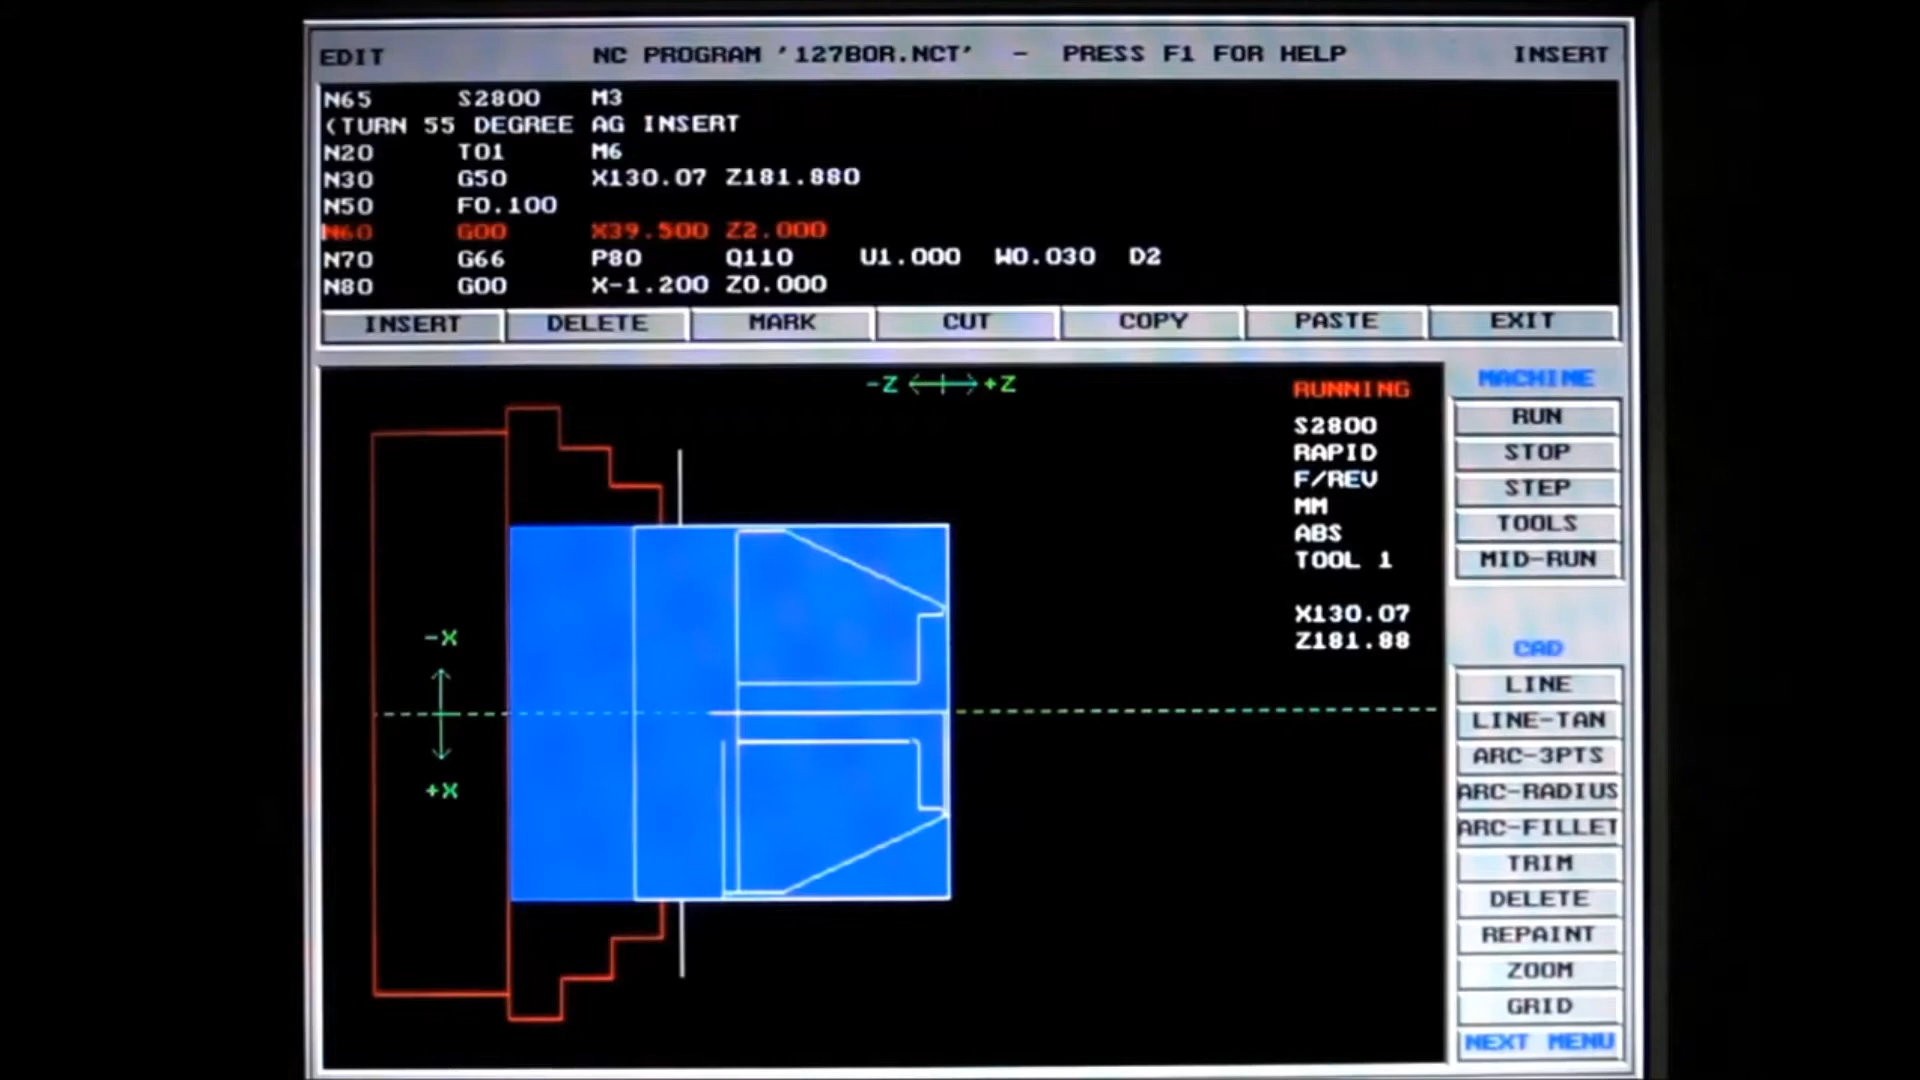 EDIT NC PROGRAM '127BOR.NCT' - PRESS F1 FOR HELP INSERT
N65 S2800 M3
(TURN 55 DEGREE AG INSERT
N20 T01 M6
N30 G50 X130.07 Z181.880
N50 F0.100
N60 G00 X39.500 Z2.000
N70 G66 P80 Q110 U1.000 W0.030 D2
N80 G00 X-1.200 Z0.000
INSERT DELETE MARK CUT COPY PASTE EXIT
-Z +Z
RUNNING
S2800
RAPID
F/REV
MM
ABS
TOOL 1
X130.07
Z181.88
-X
+X
MACHINE
RUN
STOP
STEP
TOOLS
MID-RUN
CAD
LINE
LINE-TAN
ARC-3PTS
ARC-RADIUS
ARC-FILLET
TRIM
DELETE
REPAINT
ZOOM
GRID
NEXT MENU